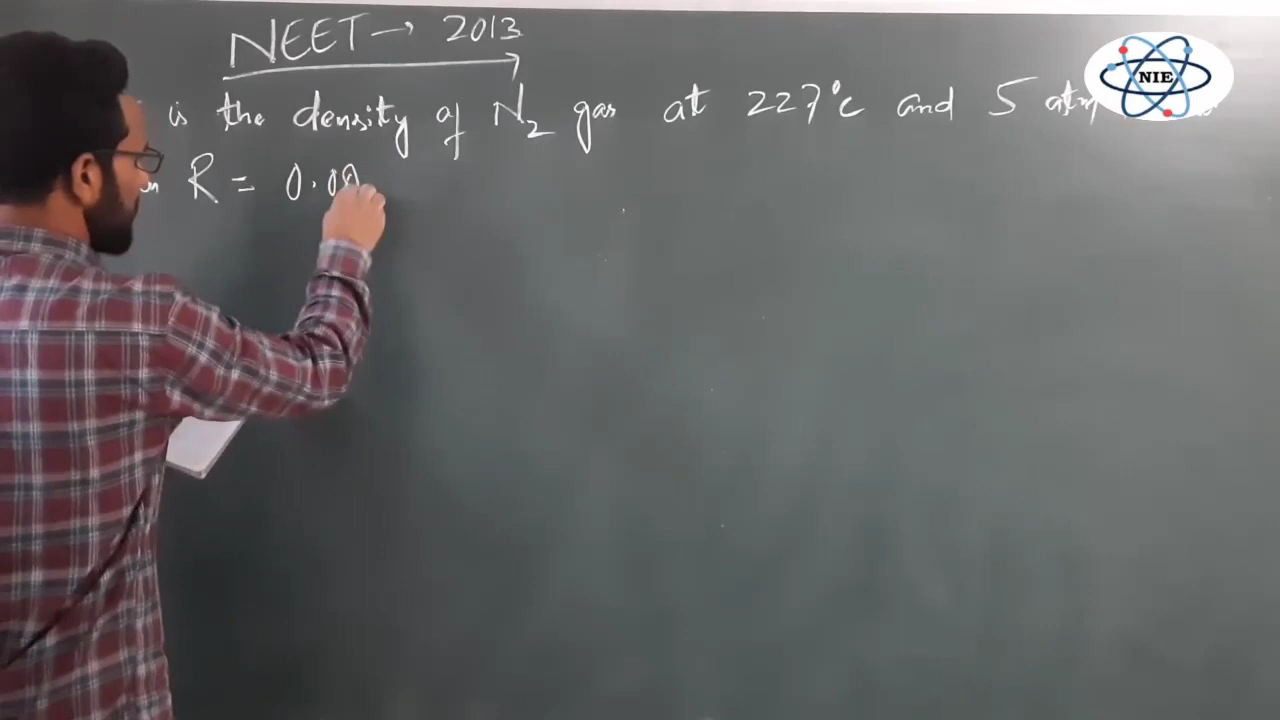 NEET → 2013
is the density of N₂ gas at 227°C and 5 atm
R = 0.08
NIE